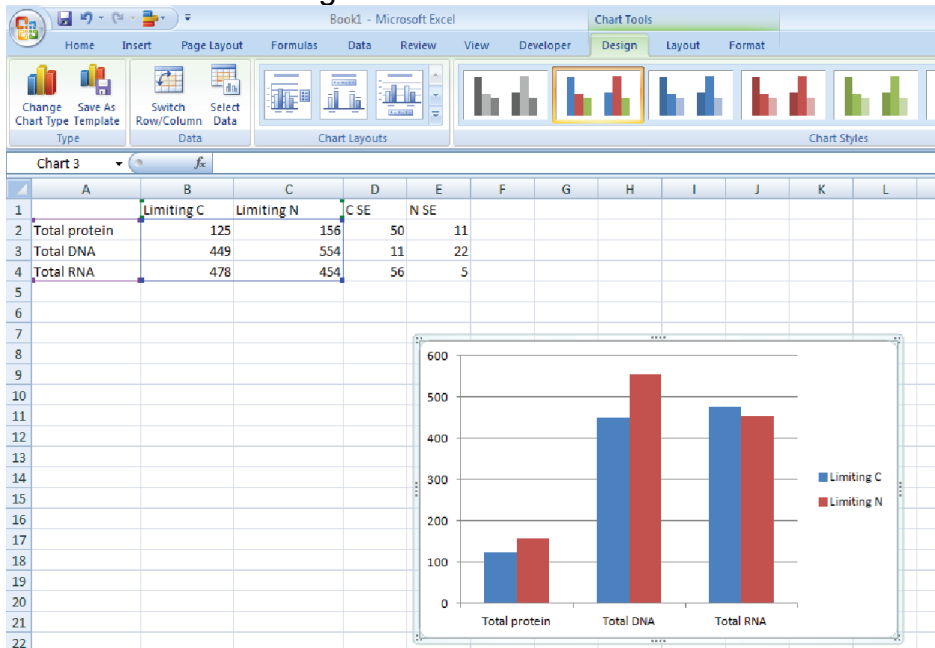 Book1 - Microsoft Excel Chart Tools
Home Insert Page Layout Formulas Data Review View Developer Design Layout Format
Change Save As Switch Select
Chart Type Template Row/Column Data
Type Data Chart Layouts Chart Styles
Chart 3 fx
A B C D E F G H I J K L
1 Limiting C Limiting N C SE N SE
2 Total protein 125 156 50 11
3 Total DNA 449 554 11 22
4 Total RNA 478 454 56 5
5
6
7
8
9
10
11
12
13
14
15
16
17
18
19
20
21
22
600
500
400
300
200
100
0
Total protein Total DNA Total RNA
Limiting C
Limiting N